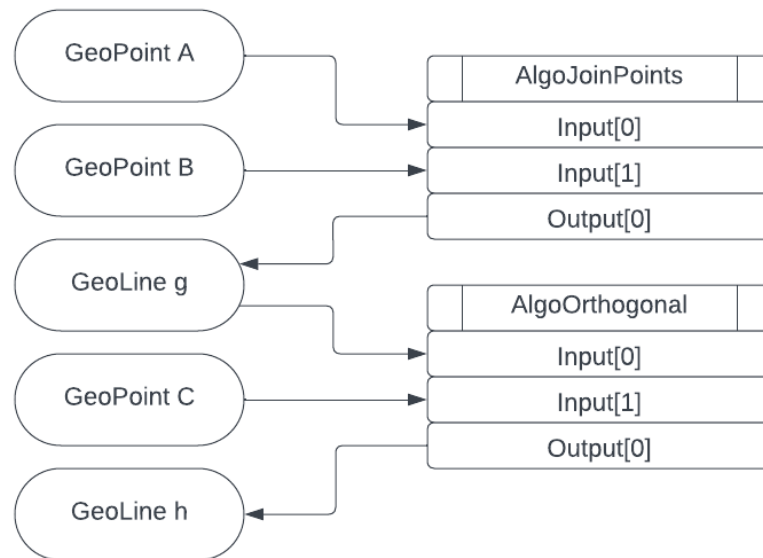 GeoPoint A
GeoPoint B
GeoLine g
GeoPoint C
GeoLine h
AlgoJoinPoints
Input[0]
Input[1]
Output[0]
AlgoOrthogonal
Input[0]
Input[1]
Output[0]